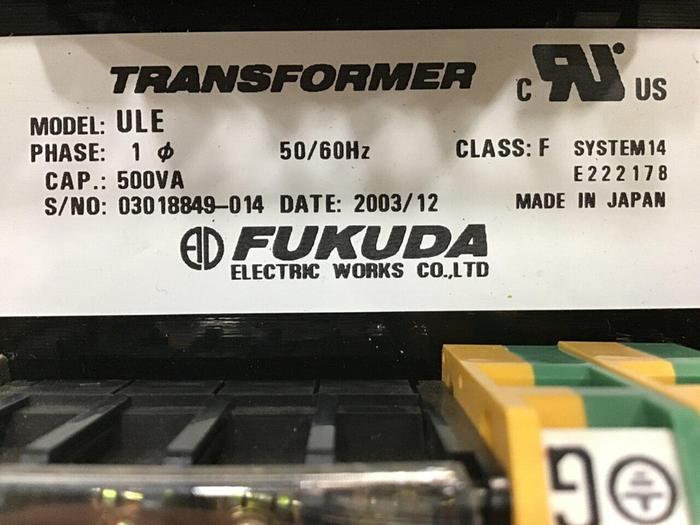 TRANSFORMER
C RU US
MODEL: ULE
PHASE: 1 ϕ 50/60Hz CLASS: F SYSTEM14
CAP.: 500VA E222178
S/NO: 03018849-014 DATE: 2003/12 MADE IN JAPAN
FUKUDA
ELECTRIC WORKS CO.,LTD
G